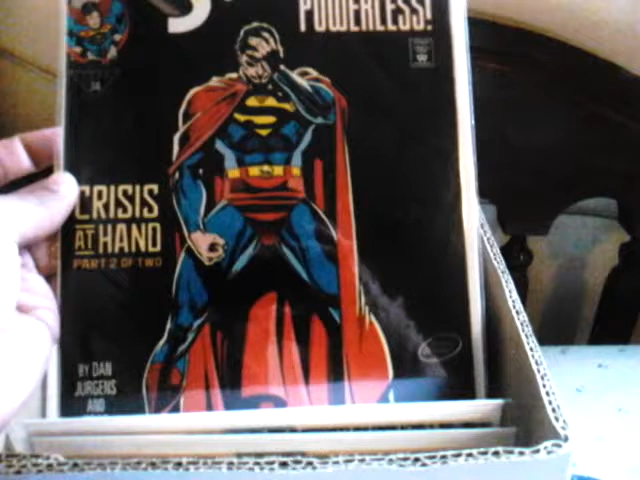 POWERLESS!
CRISIS
AT HAND
PART 2 OF TWO
BY DAN
JURGENS
AND